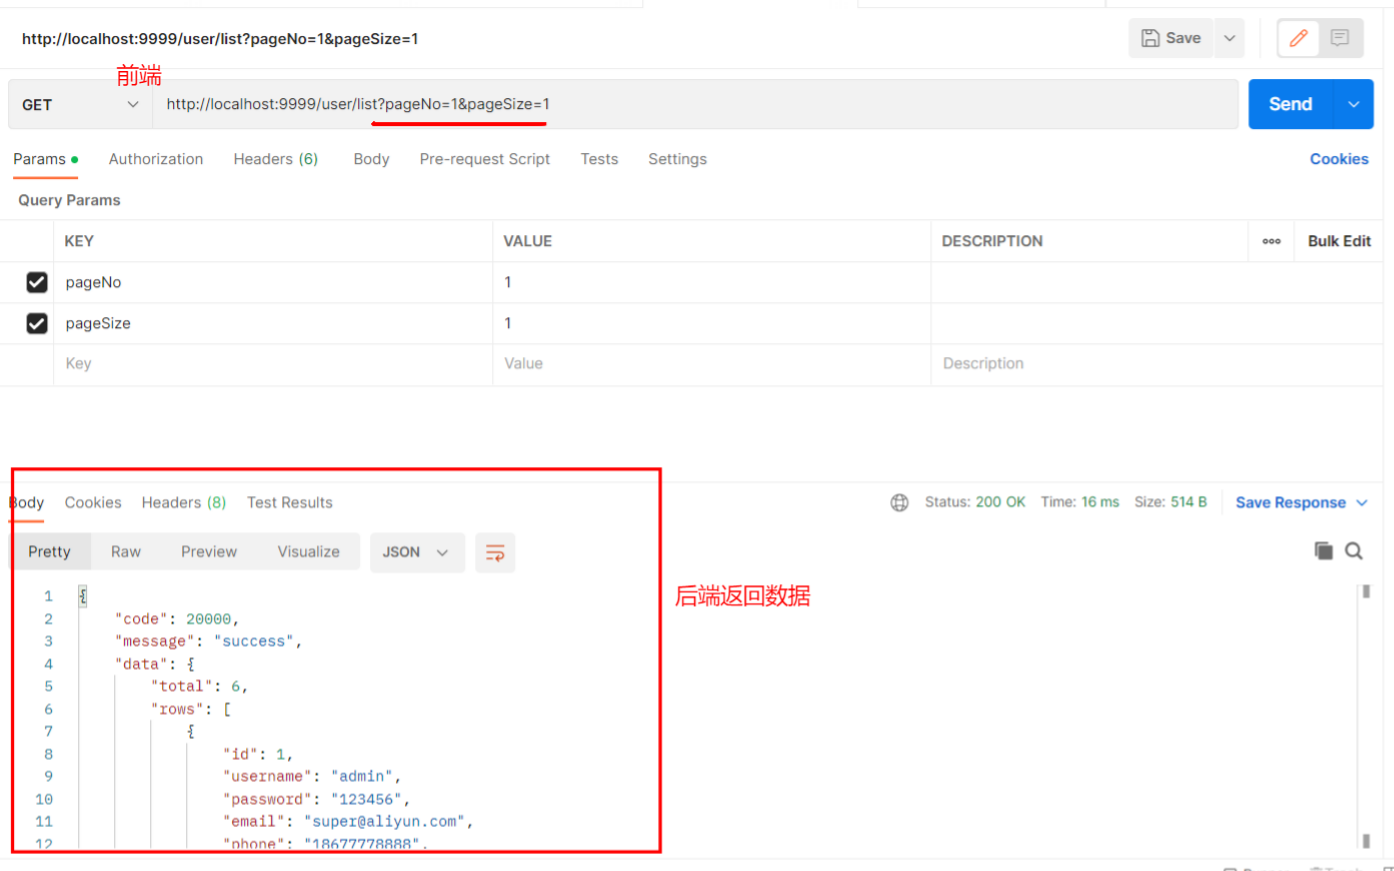 http://localhost:9999/user/list?pageNo=1&pageSize=1
Save
前端
GET
http://localhost:9999/user/list?pageNo=1&pageSize=1
Send
Params Authorization Headers (6) Body Pre-request Script Tests Settings Cookies
Query Params
KEY VALUE DESCRIPTION ooo Bulk Edit
pageNo 1
pageSize 1
Key Value Description
Body Cookies Headers (8) Test Results Status: 200 OK Time: 16 ms Size: 514 B Save Response
Pretty Raw Preview Visualize JSON
后端返回数据
1 {
2 "code": 20000,
3 "message": "success",
4 "data": {
5 "total": 6,
6 "rows": [
7 {
8 "id": 1,
9 "username": "admin",
10 "password": "123456",
11 "email": "super@aliyun.com",
12 "phone": "18677778888",